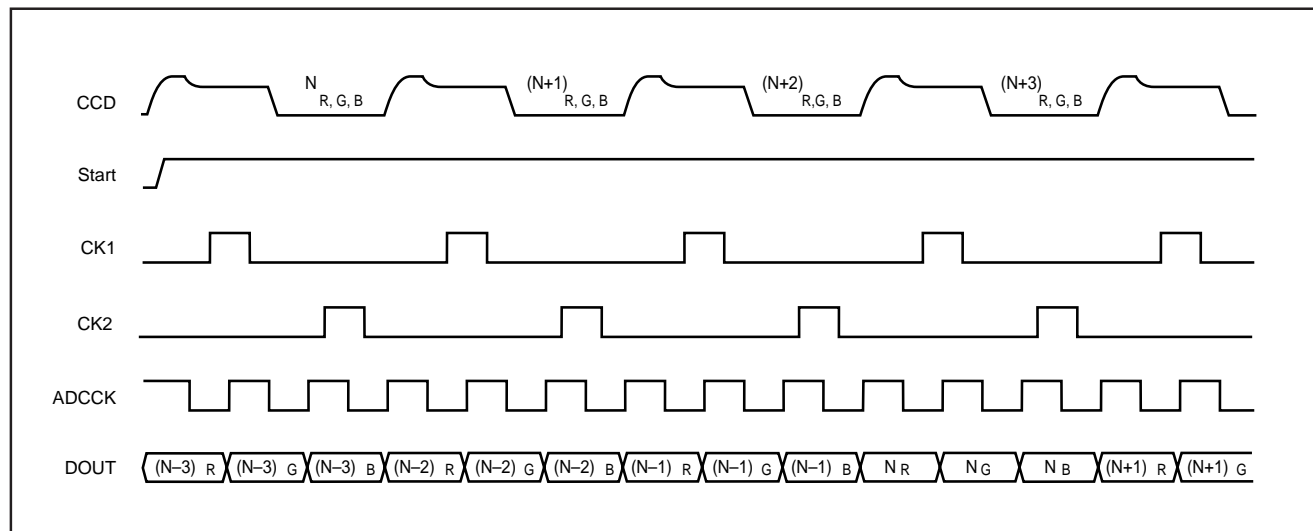 CCD N R, G, B (N+1) R, G, B (N+2) R,G, B (N+3) R, G, B
Start
CK1
CK2
ADCCK
DOUT (N–3) R (N–3) G (N–3) B (N–2) R (N–2) G (N–2) B (N–1) R (N–1) G (N–1) B N R N G N B (N+1) R (N+1) G